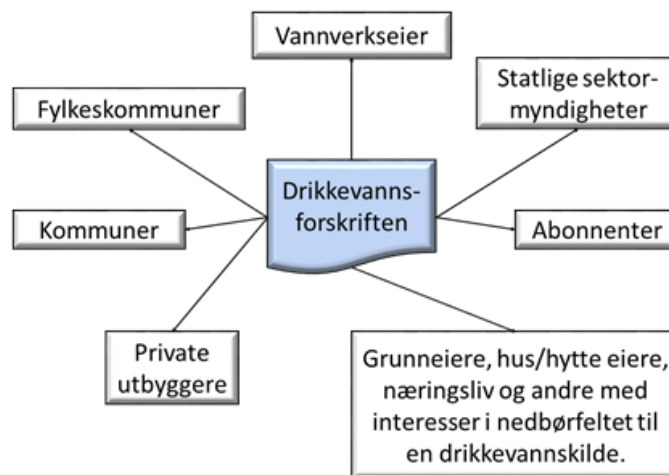 Vannverkseier
Statlige sektor-
myndigheter
Fylkeskommuner
Drikkevanns-
forskriften
Kommuner
Abonnenter
Private
utbyggere
Grunneiere, hus/hytte eiere,
næringsliv og andre med
interesser i nedbørfeltet til
en drikkevannskilde.